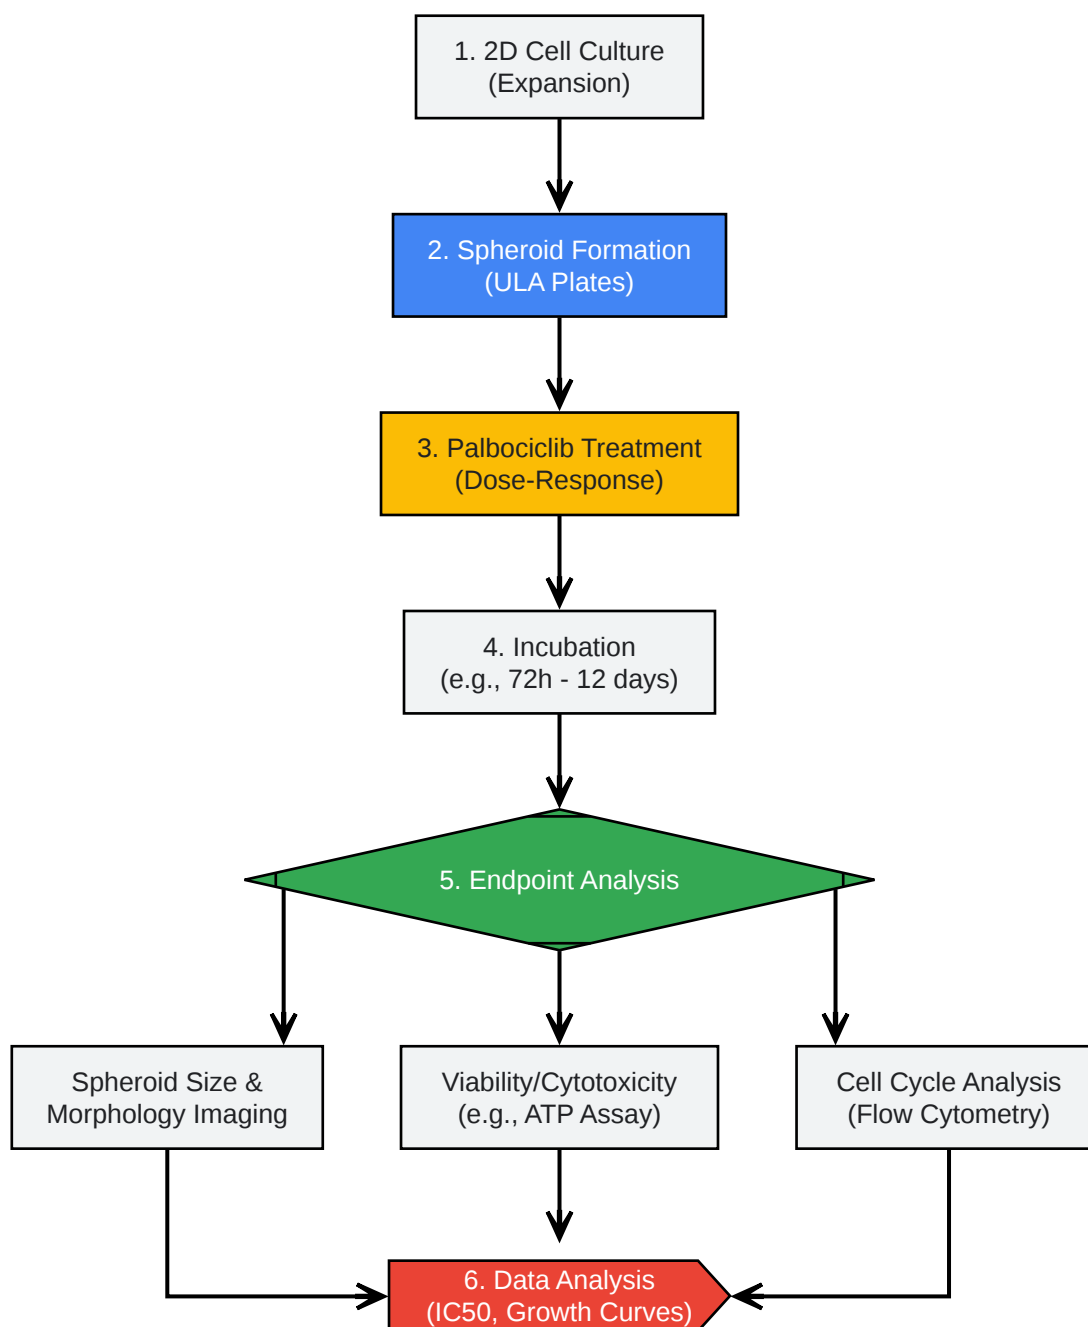 1. 2D Cell Culture
(Expansion)
2. Spheroid Formation
(ULA Plates)
3. Palbociclib Treatment
(Dose-Response)
4. Incubation
(e.g., 72h - 12 days)
5. Endpoint Analysis
Spheroid Size &
Morphology Imaging
Viability/Cytotoxicity
(e.g., ATP Assay)
Cell Cycle Analysis
(Flow Cytometry)
6. Data Analysis
(IC50, Growth Curves)